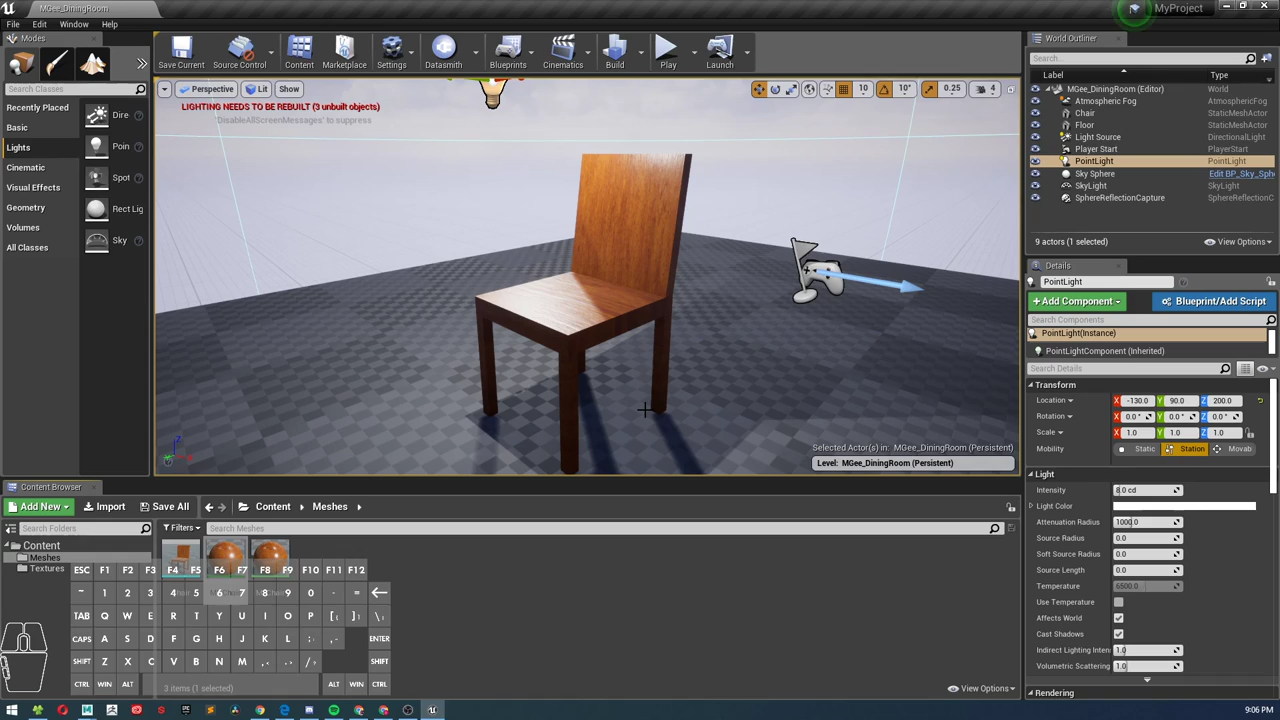 MGee_DiningRoom
MyProject
File Edit Window Help
Modes
Search Classes
Recently Placed
Basic
Lights
Cinematic
Visual Effects
Geometry
Volumes
All Classes
Dire
Poin
Spot
Rect Lig
Sky
Save Current
Source Control
Content
Marketplace
Settings
Datasmith
Blueprints
Cinematics
Build
Play
Launch
Perspective
Lit
Show
10
10°
0.25
4
LIGHTING NEEDS TO BE REBUILT (3 unbuilt objects)
'DisableAllScreenMessages' to suppress
Selected Actor(s) in: MGee_DiningRoom (Persistent)
Level: MGee_DiningRoom (Persistent)
World Outliner
Search...
Label Type
MGee_DiningRoom (Editor) World
Atmospheric Fog AtmosphericFog
Chair StaticMeshActor
Floor StaticMeshActor
Light Source DirectionalLight
Player Start PlayerStart
PointLight PointLight
Sky Sphere Edit BP_Sky_Sph
SkyLight SkyLight
SphereReflectionCapture SphereReflectionC
9 actors (1 selected) View Options
Details
PointLight
+Add Component
Blueprint/Add Script
Search Components
PointLight(Instance)
PointLightComponent (Inherited)
Search Details
Transform
Location X -130.0 Y 90.0 Z 200.0
Rotation X 0.0° Y 0.0° Z 0.0°
Scale X 1.0 Y 1.0 Z 1.0
Mobility Static Station Movab
Light
Intensity 8.0 cd
Light Color
Attenuation Radius 1000.0
Source Radius 0.0
Soft Source Radius 0.0
Source Length 0.0
Temperature 6500.0
Use Temperature
Affects World
Cast Shadows
Indirect Lighting Inten 1.0
Volumetric Scattering 1.0
Rendering
Content Browser
Add New
Import
Save All
Content
Meshes
Search Folders
Filters
Search Meshes
Content
Meshes
Textures
ESC F1 F2 F3 F4 F5 F6 F7 F8 F9 F10 F11 F12
~ 1 2 3 4 5 6 7 8 9 0 - =
TAB Q W E R T Y U I O P [ ] \
CAPS A S D F G H J K L ; , ENTER
SHIFT Z X C V B N M , . / SHIFT
CTRL WIN ALT ALT WIN CTRL
3 items (1 selected)
View Options
9:06 PM